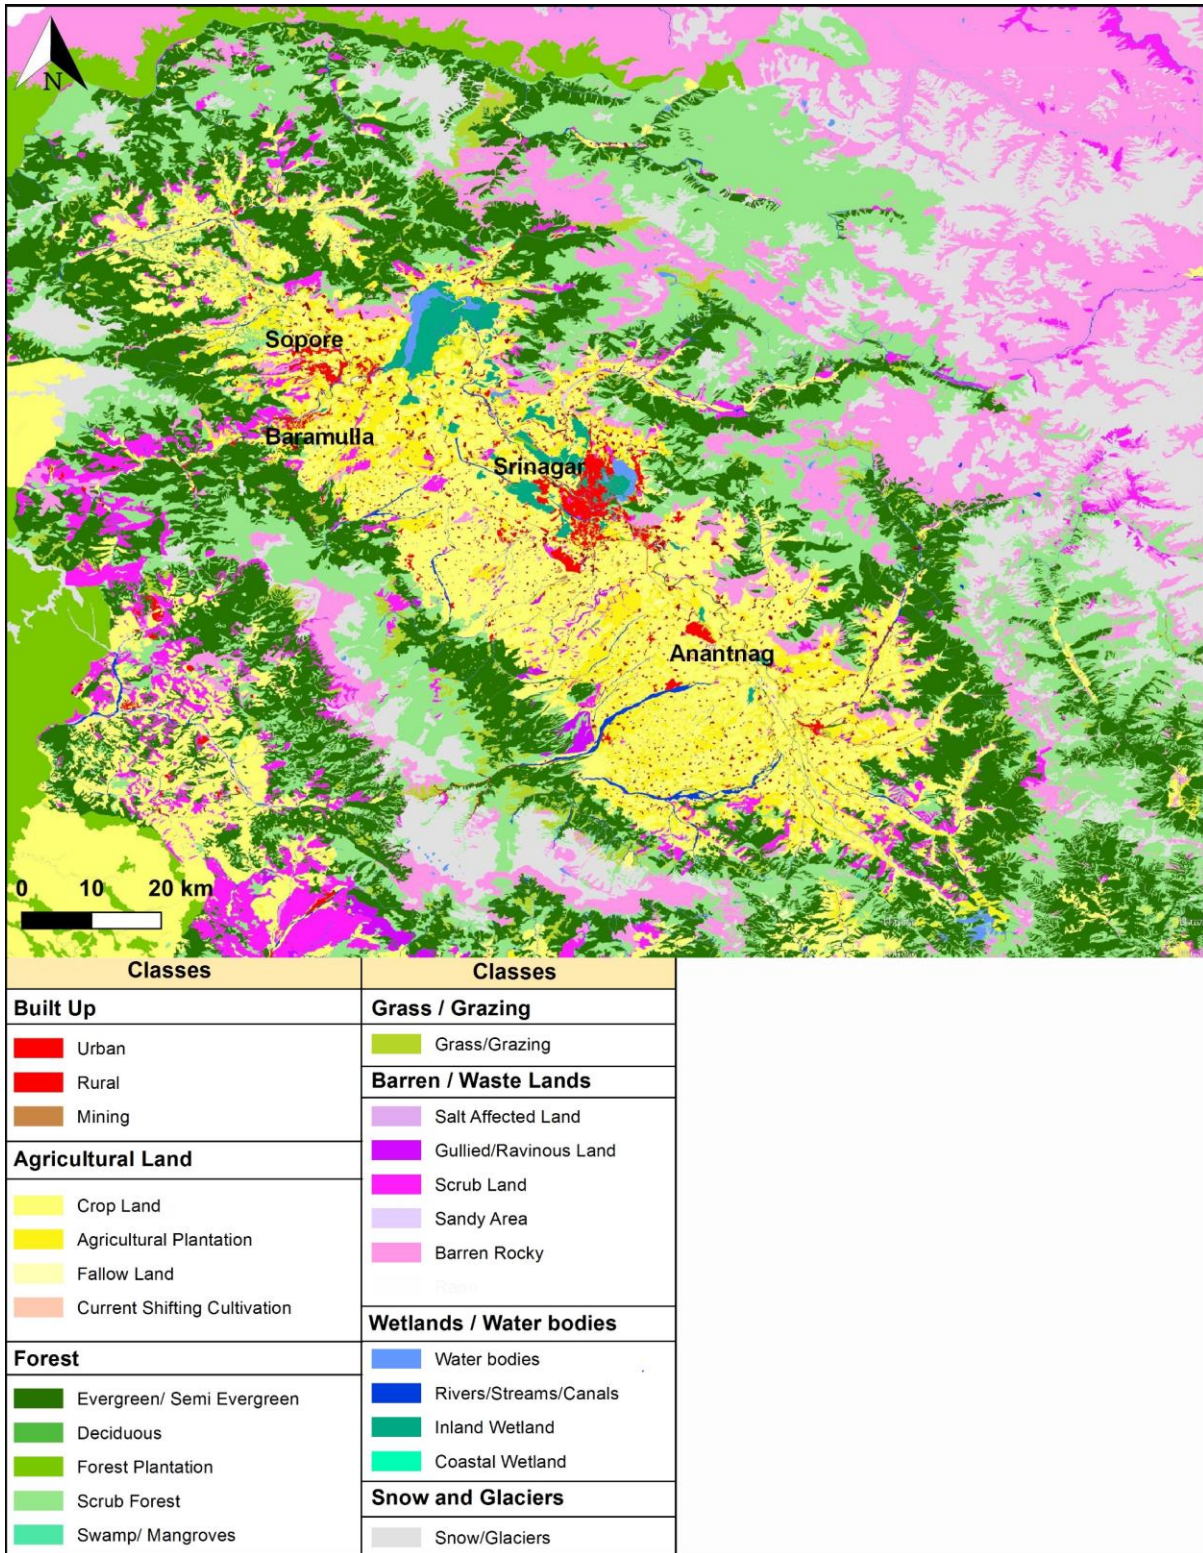 N
Sopore
Baramulla
Srinagar
Anantnag
0 10 20 km
Classes
Built Up
Urban
Rural
Mining
Agricultural Land
Crop Land
Agricultural Plantation
Fallow Land
Current Shifting Cultivation
Forest
Evergreen/ Semi Evergreen
Deciduous
Forest Plantation
Scrub Forest
Swamp/ Mangroves
Classes
Grass / Grazing
Grass/Grazing
Barren / Waste Lands
Salt Affected Land
Gullied/Ravinous Land
Scrub Land
Sandy Area
Barren Rocky
Wetlands / Water bodies
Water bodies
Rivers/Streams/Canals
Inland Wetland
Coastal Wetland
Snow and Glaciers
Snow/Glaciers